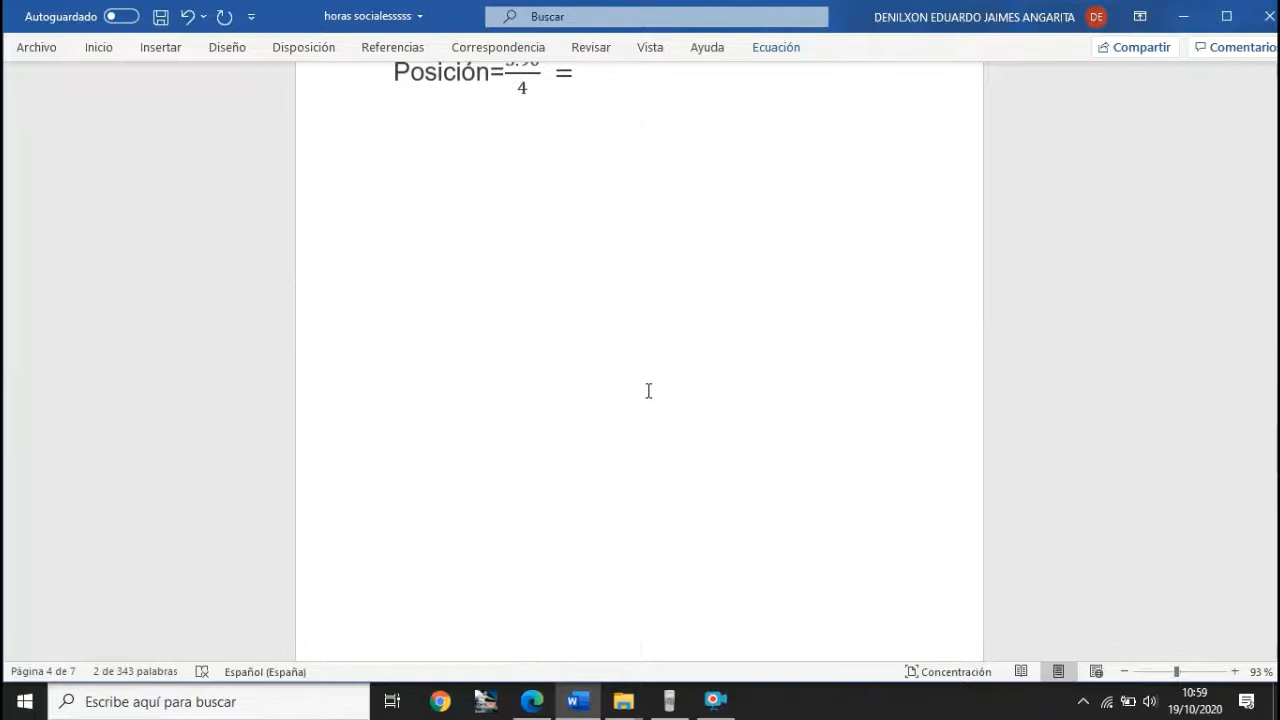 Autoguardado
horas socialesssss
Buscar
DENILXON EDUARDO JAIMES ANGARITA
DE
Archivo Inicio Insertar Diseño Disposición Referencias Correspondencia Revisar Vista Ayuda Ecuación
Compartir
Comentario
Posición=
4
=
Página 4 de 7
2 de 343 palabras
Español (España)
Concentración
93 %
Escribe aquí para buscar
10:59
19/10/2020